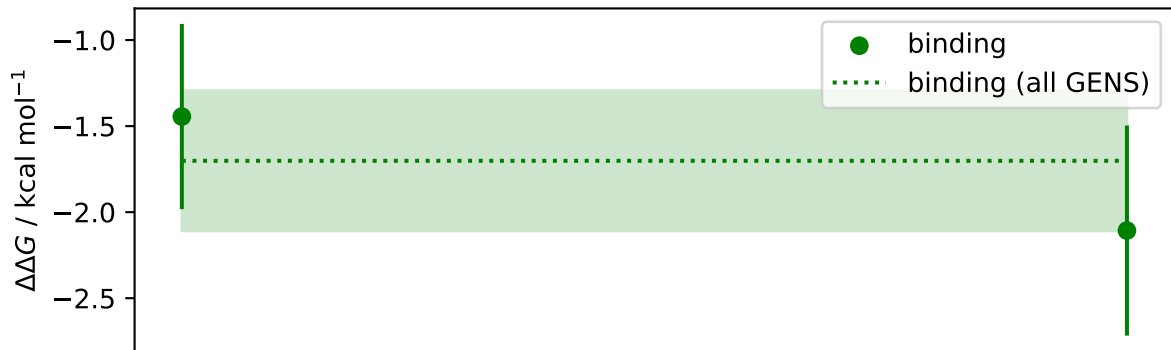 −1.0
−1.5
−2.0
−2.5
ΔΔG / kcal mol⁻¹
binding
binding (all GENS)